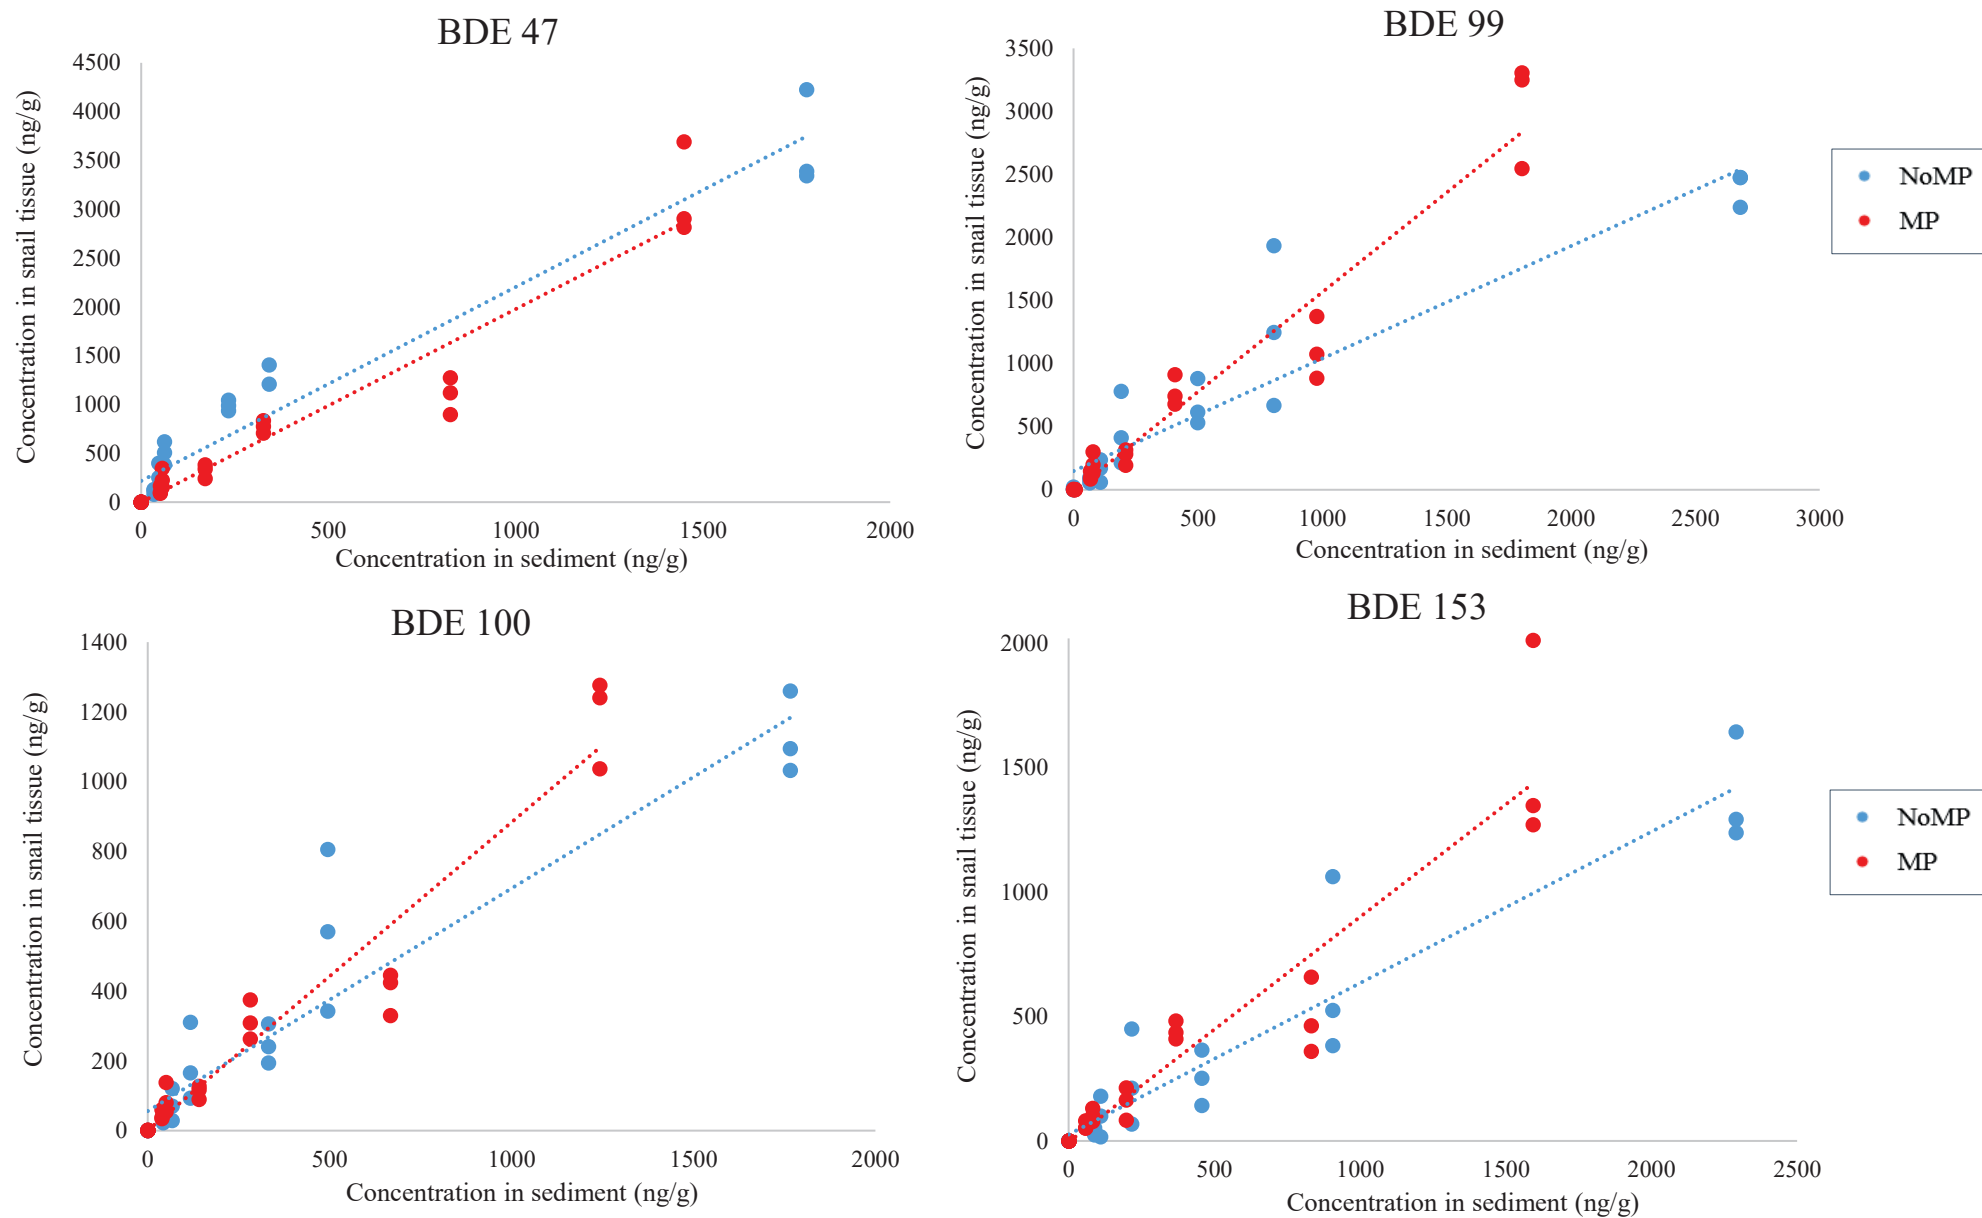 BDE 47
Concentration in snail tissue (ng/g)
4500
4000
3500
3000
2500
2000
1500
1000
500
0
0 500 1000 1500 2000
Concentration in sediment (ng/g)
BDE 99
Concentration in snail tissue (ng/g)
3500
3000
2500
2000
1500
1000
500
0
0 500 1000 1500 2000 2500 3000
Concentration in sediment (ng/g)
NoMP
MP
BDE 100
Concentration in snail tissue (ng/g)
1400
1200
1000
800
600
400
200
0
0 500 1000 1500 2000
Concentration in sediment (ng/g)
BDE 153
Concentration in snail tissue (ng/g)
2000
1500
1000
500
0
0 500 1000 1500 2000 2500
Concentration in sediment (ng/g)
NoMP
MP